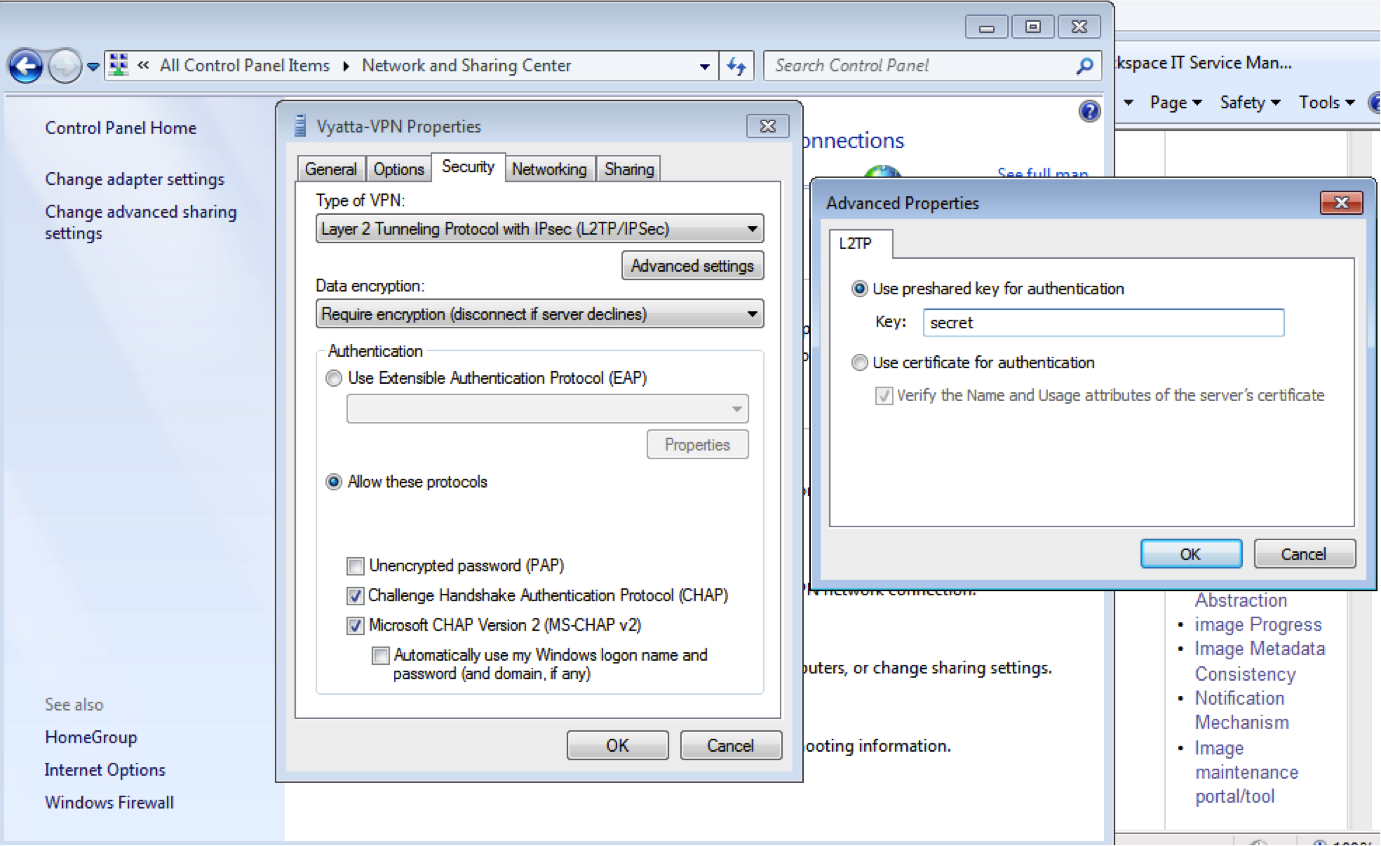 « All Control Panel Items ▸ Network and Sharing Center
Search Control Panel
Control Panel Home
Change adapter settings
Change advanced sharing
settings
See also
HomeGroup
Internet Options
Windows Firewall
Vyatta-VPN Properties
General Options Security Networking Sharing
Type of VPN:
Layer 2 Tunneling Protocol with IPsec (L2TP/IPSec)
Advanced settings
Data encryption:
Require encryption (disconnect if server declines)
Authentication
Use Extensible Authentication Protocol (EAP)
Properties
Allow these protocols
Unencrypted password (PAP)
Challenge Handshake Authentication Protocol (CHAP)
Microsoft CHAP Version 2 (MS-CHAP v2)
Automatically use my Windows logon name and
password (and domain, if any)
OK Cancel
onnections
See full map
network connection.
puters, or change sharing settings.
ooting information.
Advanced Properties
L2TP
Use preshared key for authentication
Key: secret
Use certificate for authentication
Verify the Name and Usage attributes of the server's certificate
OK Cancel
kspace IT Service Man...
Page Safety Tools
Abstraction
• image Progress
• Image Metadata
Consistency
• Notification
Mechanism
• Image
maintenance
portal/tool